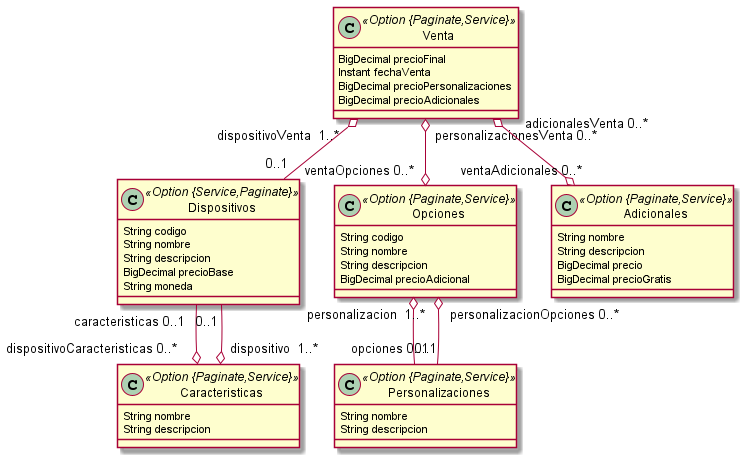 C
«Option {Paginate,Service}»
Venta
BigDecimal precioFinal
Instant fechaVenta
BigDecimal precioPersonalizaciones
BigDecimal precioAdicionales
dispositivoVenta 1..*
personalizacionesVenta 0..*
adicionalesVenta 0..*
0..1
ventaOpciones 0..*
ventaAdicionales 0..*
C
«Option {Service,Paginate}»
Dispositivos
String codigo
String nombre
String descripcion
BigDecimal precioBase
String moneda
C
«Option {Paginate,Service}»
Opciones
String codigo
String nombre
String descripcion
BigDecimal precioAdicional
C
«Option {Paginate,Service}»
Adicionales
String nombre
String descripcion
BigDecimal precio
BigDecimal precioGratis
caracteristicas 0..1
0..1
personalizacion 1..*
personalizacionOpciones 0..*
dispositivoCaracteristicas 0..*
dispositivo 1..*
opciones 0..1
0..1
C
«Option {Paginate,Service}»
Caracteristicas
String nombre
String descripcion
C
«Option {Paginate,Service}»
Personalizaciones
String nombre
String descripcion